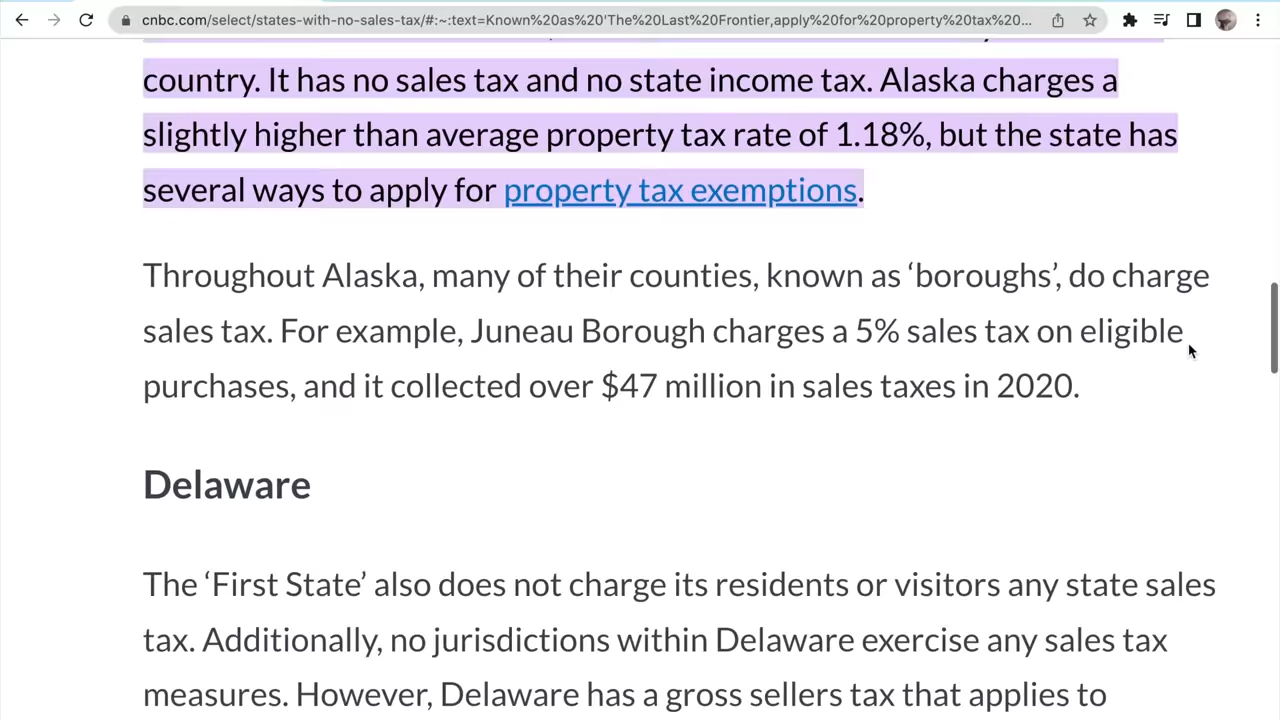 cnbc.com/select/states-with-no-sales-tax/#:~:text=Known%20as%20'The%20Last%20Frontier,apply%20for%20property%20tax%20...
country. It has no sales tax and no state income tax. Alaska charges a
slightly higher than average property tax rate of 1.18%, but the state has
several ways to apply for property tax exemptions.
Throughout Alaska, many of their counties, known as ‘boroughs’, do charge
sales tax. For example, Juneau Borough charges a 5% sales tax on eligible
purchases, and it collected over $47 million in sales taxes in 2020.
Delaware
The ‘First State’ also does not charge its residents or visitors any state sales
tax. Additionally, no jurisdictions within Delaware exercise any sales tax
measures. However, Delaware has a gross sellers tax that applies to